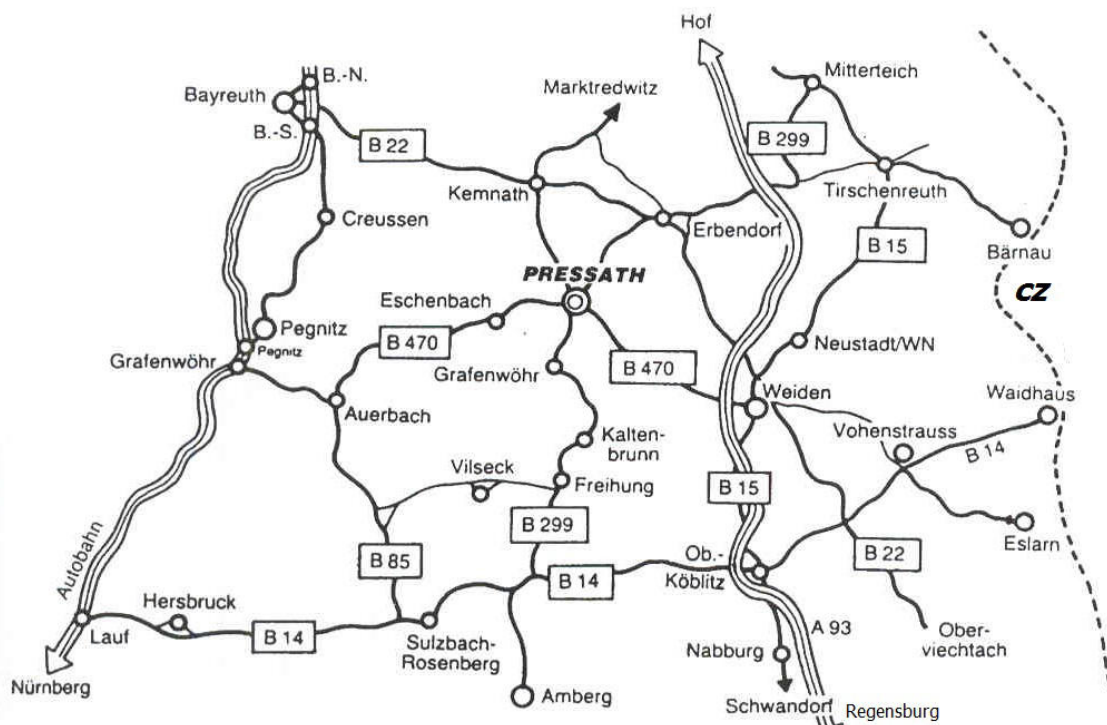 Hof
B.-N.
Bayreuth
B.-S.
Marktredwitz
Mitterteich
B 22
B 299
Kemnath
Tirschenreuth
Creussen
Erbendorf
B 15
Bärnau
PRESSATH
CZ
Eschenbach
Pegnitz
Pegnitz
B 470
Grafenwöhr
Neustadt/WN
Grafenwöhr
B 470
Weiden
Waidhaus
Auerbach
Vohenstrauss
Kalten-
brunn
B 14
Vilseck
Freihung
B 15
B 299
Eslarn
Autobahn
B 85
Ob.-
Köblitz
B 22
B 14
Hersbruck
Lauf
B 14
Sulzbach-
Rosenberg
A 93
Ober-
viechtach
Nabburg
Nürnberg
Amberg
Schwandorf
Regensburg